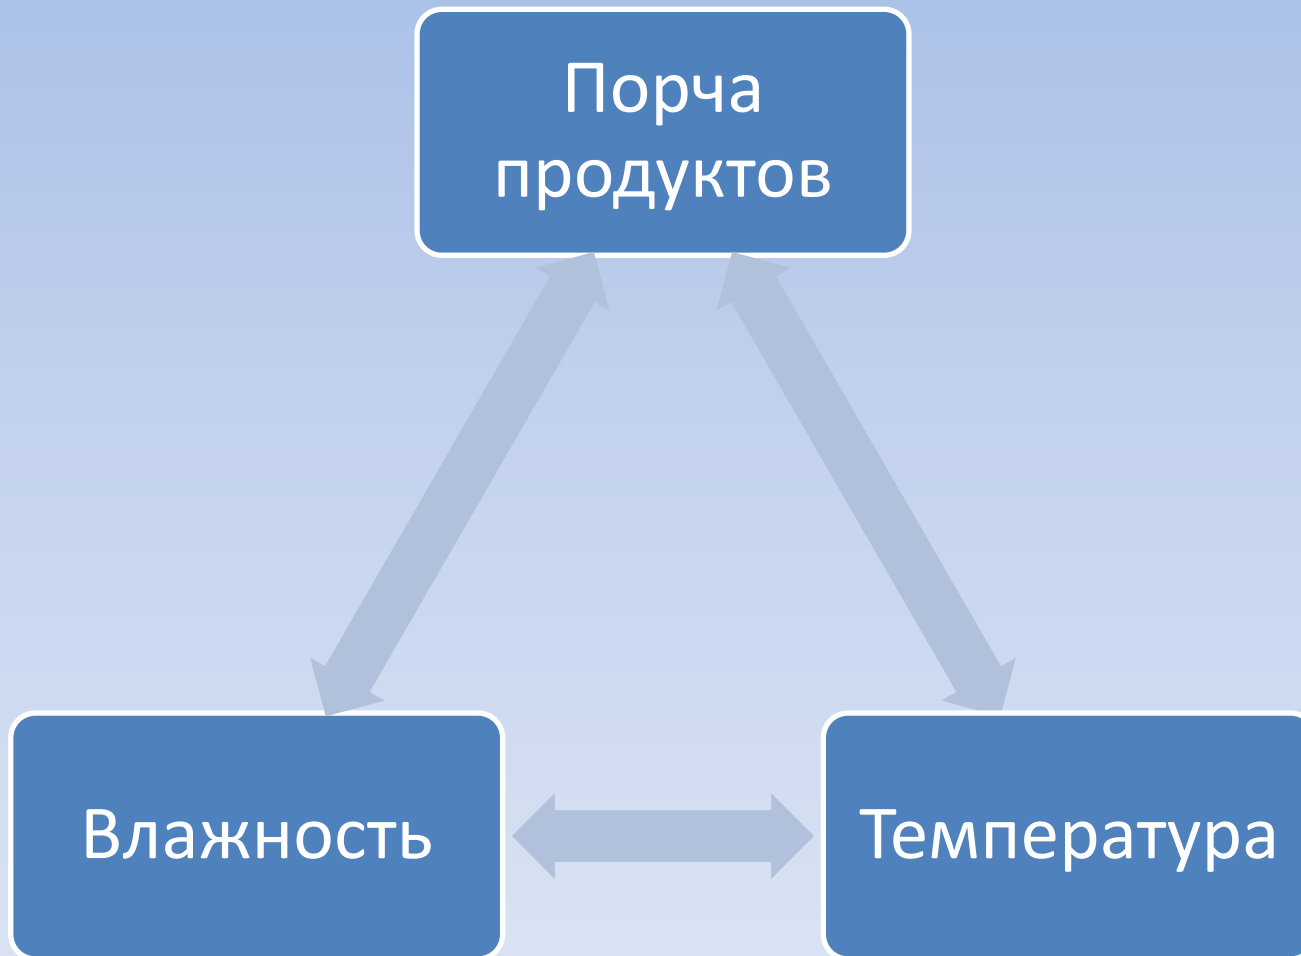 Порча
продуктов
Влажность
Температура